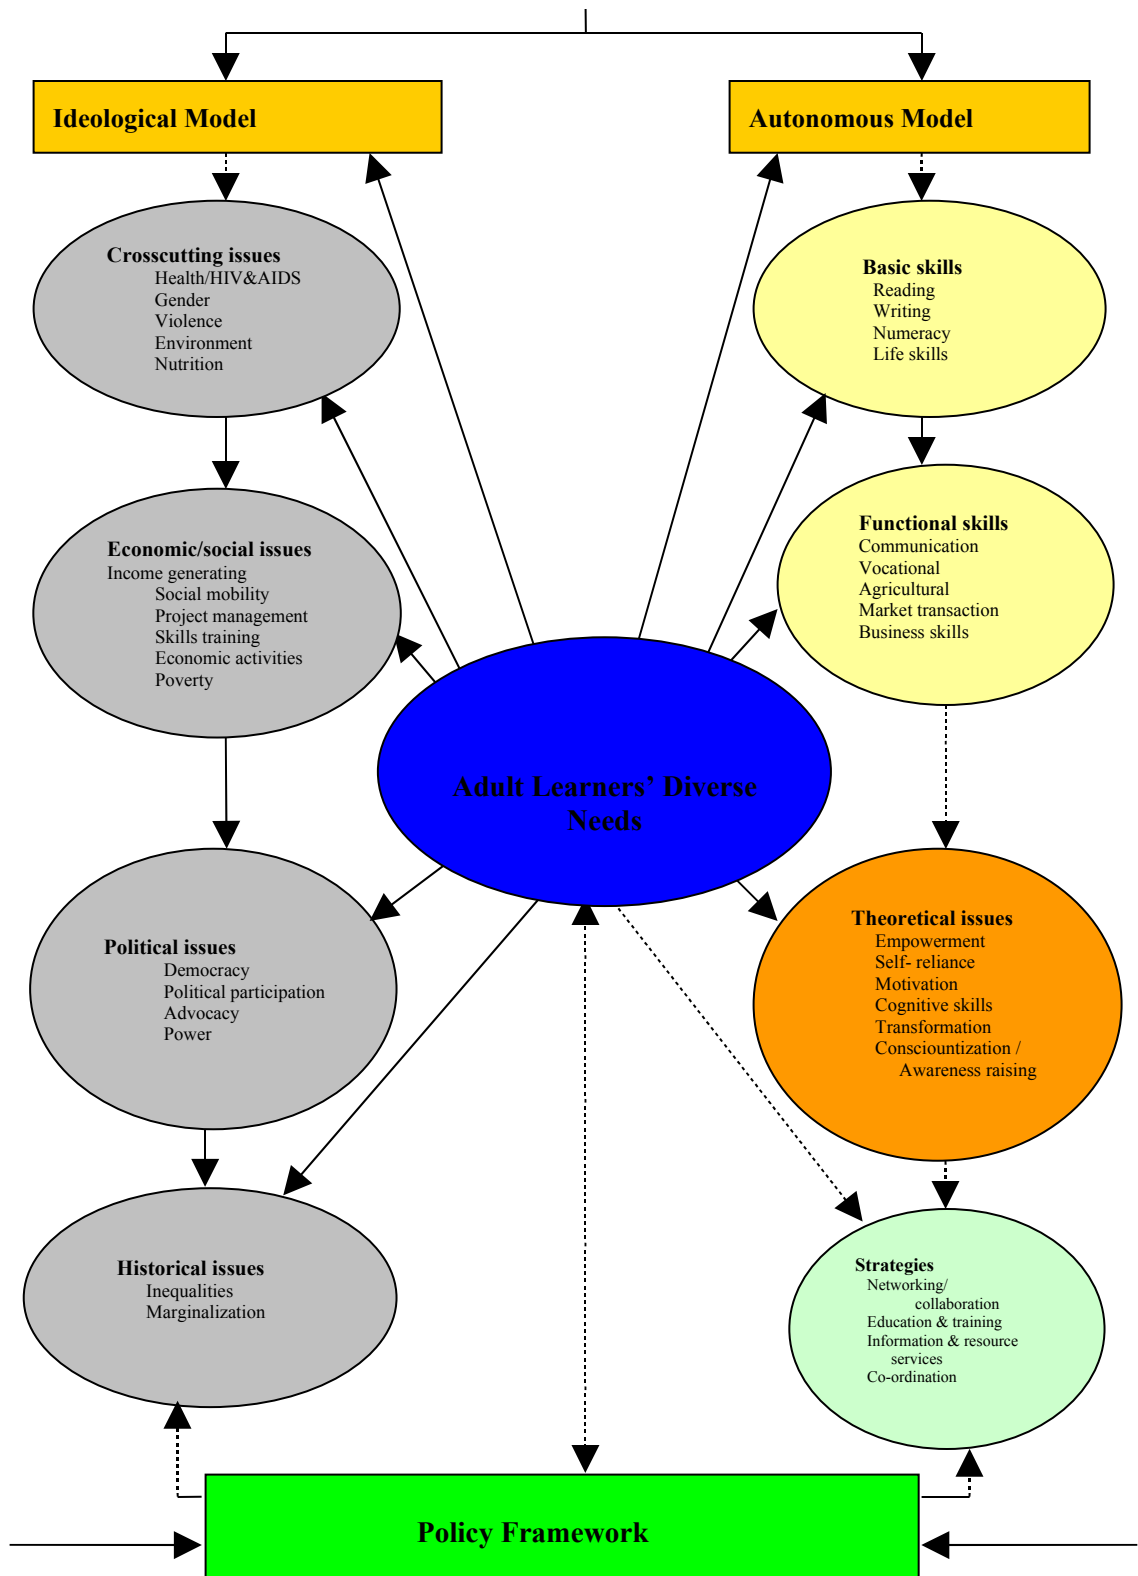 Ideological Model
Autonomous Model
Crosscutting issues
Health/HIV&AIDS
Gender
Violence
Environment
Nutrition
Basic skills
Reading
Writing
Numeracy
Life skills
Economic/social issues
Income generating
Social mobility
Project management
Skills training
Economic activities
Poverty
Functional skills
Communication
Vocational
Agricultural
Market transaction
Business skills
Adult Learners’ Diverse
Needs
Political issues
Democracy
Political participation
Advocacy
Power
Theoretical issues
Empowerment
Self- reliance
Motivation
Cognitive skills
Transformation
Consciountization /
Awareness raising
Historical issues
Inequalities
Marginalization
Strategies
Networking/
collaboration
Education & training
Information & resource
services
Co-ordination
Policy Framework